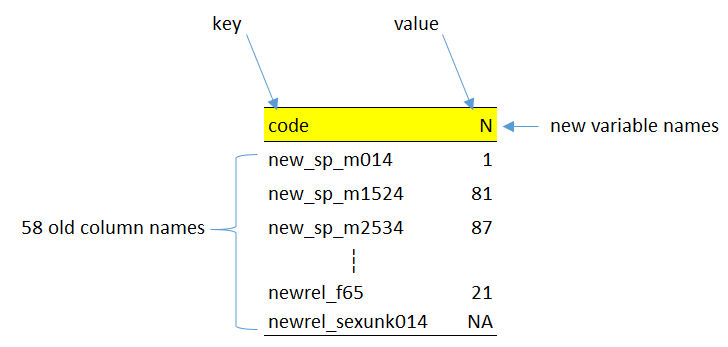 key value
code N new variable names
new_sp_m014 1
new_sp_m1524 81
58 old column names new_sp_m2534 87
newrel_f65 21
newrel_sexunk014 NA